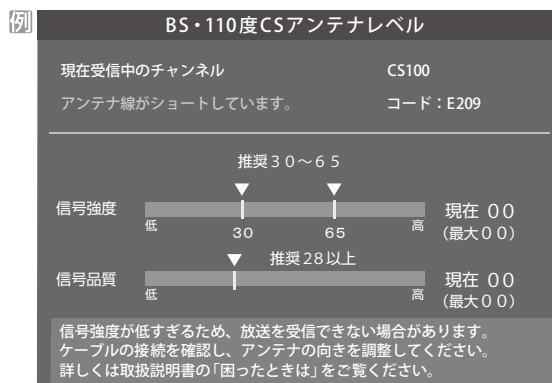 例
BS・110度CSアンテナレベル
現在受信中のチャンネル CS100
アンテナ線がショートしています。 コード：E209
推奨３０～６５
信号強度
低 30 65 高
現在 ００
（最大００）
推奨28以上
信号品質
低 高
現在 ００
（最大００）
信号強度が低すぎるため、放送を受信できない場合があります。
ケーブルの接続を確認し、アンテナの向きを調整してください。
詳しくは取扱説明書の「困ったときは」をご覧ください。